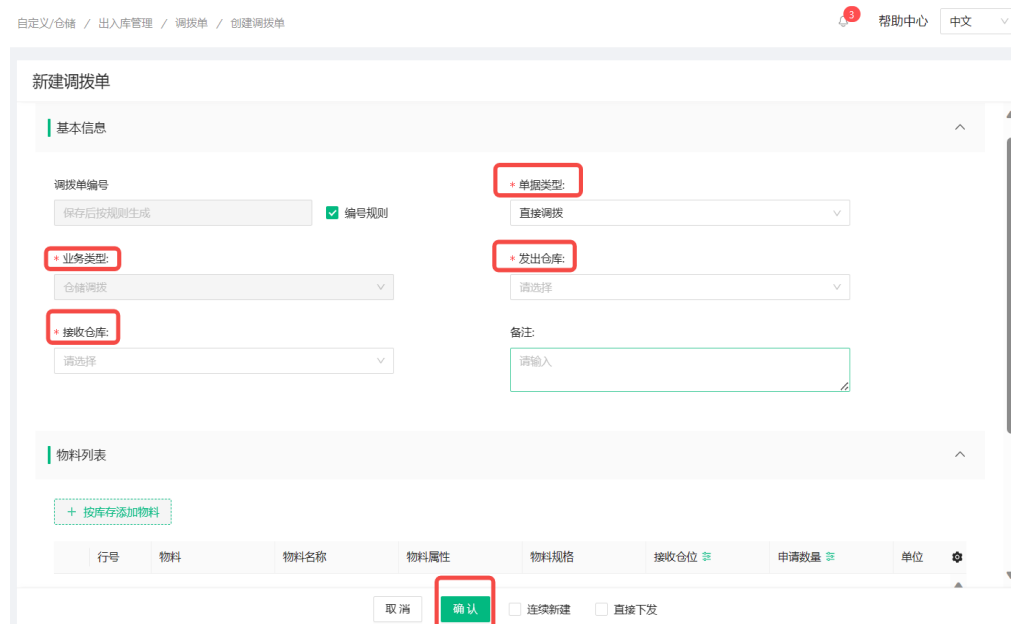 自定义/仓储 / 出入库管理 / 调拨单 / 创建调拨单
3 帮助中心 中文
新建调拨单
基本信息
调拨单编号
保存后按规则生成 编号规则
* 单据类型:
直接调拨
* 业务类型:
仓储调拨
* 发出仓库:
请选择
* 接收仓库:
请选择
备注:
请输入
物料列表
+ 按库存添加物料
行号 物料 物料名称 物料属性 物料规格 接收仓位 申请数量 单位
取 消 确 认 连续新建 直接下发